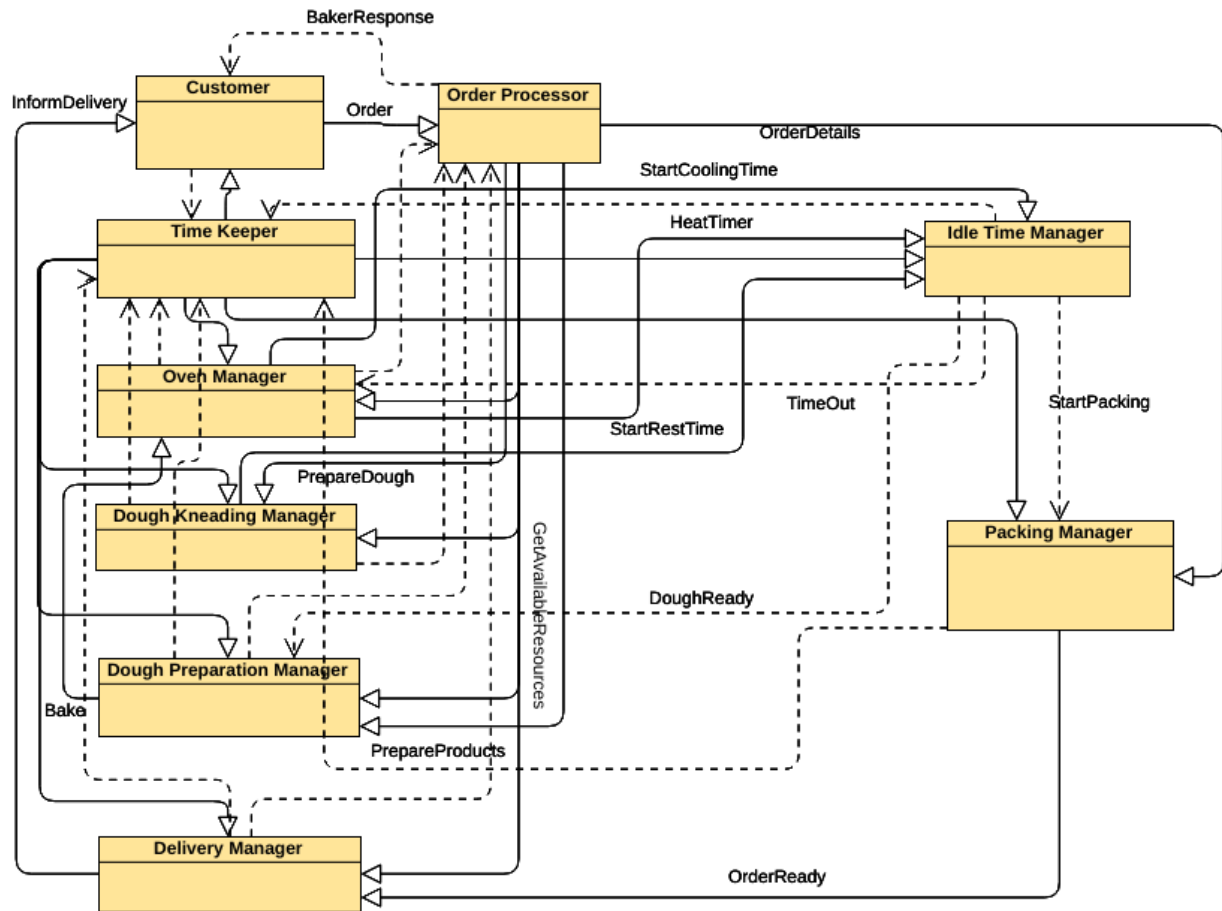 BakerResponse
Customer
Order Processor
InformDelivery
Order
OrderDetails
StartCoolingTime
Time Keeper
HeatTimer
Idle Time Manager
Oven Manager
TimeOut
StartPacking
StartRestTime
PrepareDough
Dough Kneading Manager
Packing Manager
GetAvailableResources
DoughReady
Dough Preparation Manager
Bake
PrepareProducts
Delivery Manager
OrderReady